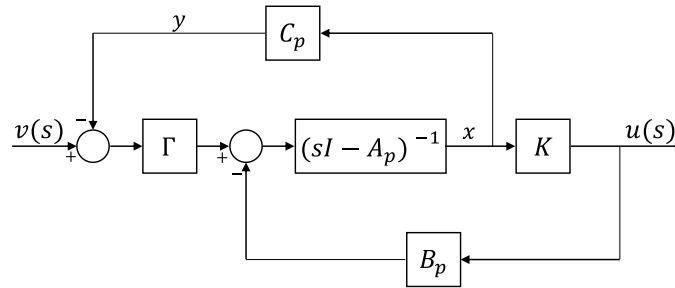 y
C_p
−
v(s)
+
Γ
+
−
(sI − A_p)^{−1}
x
K
u(s)
B_p